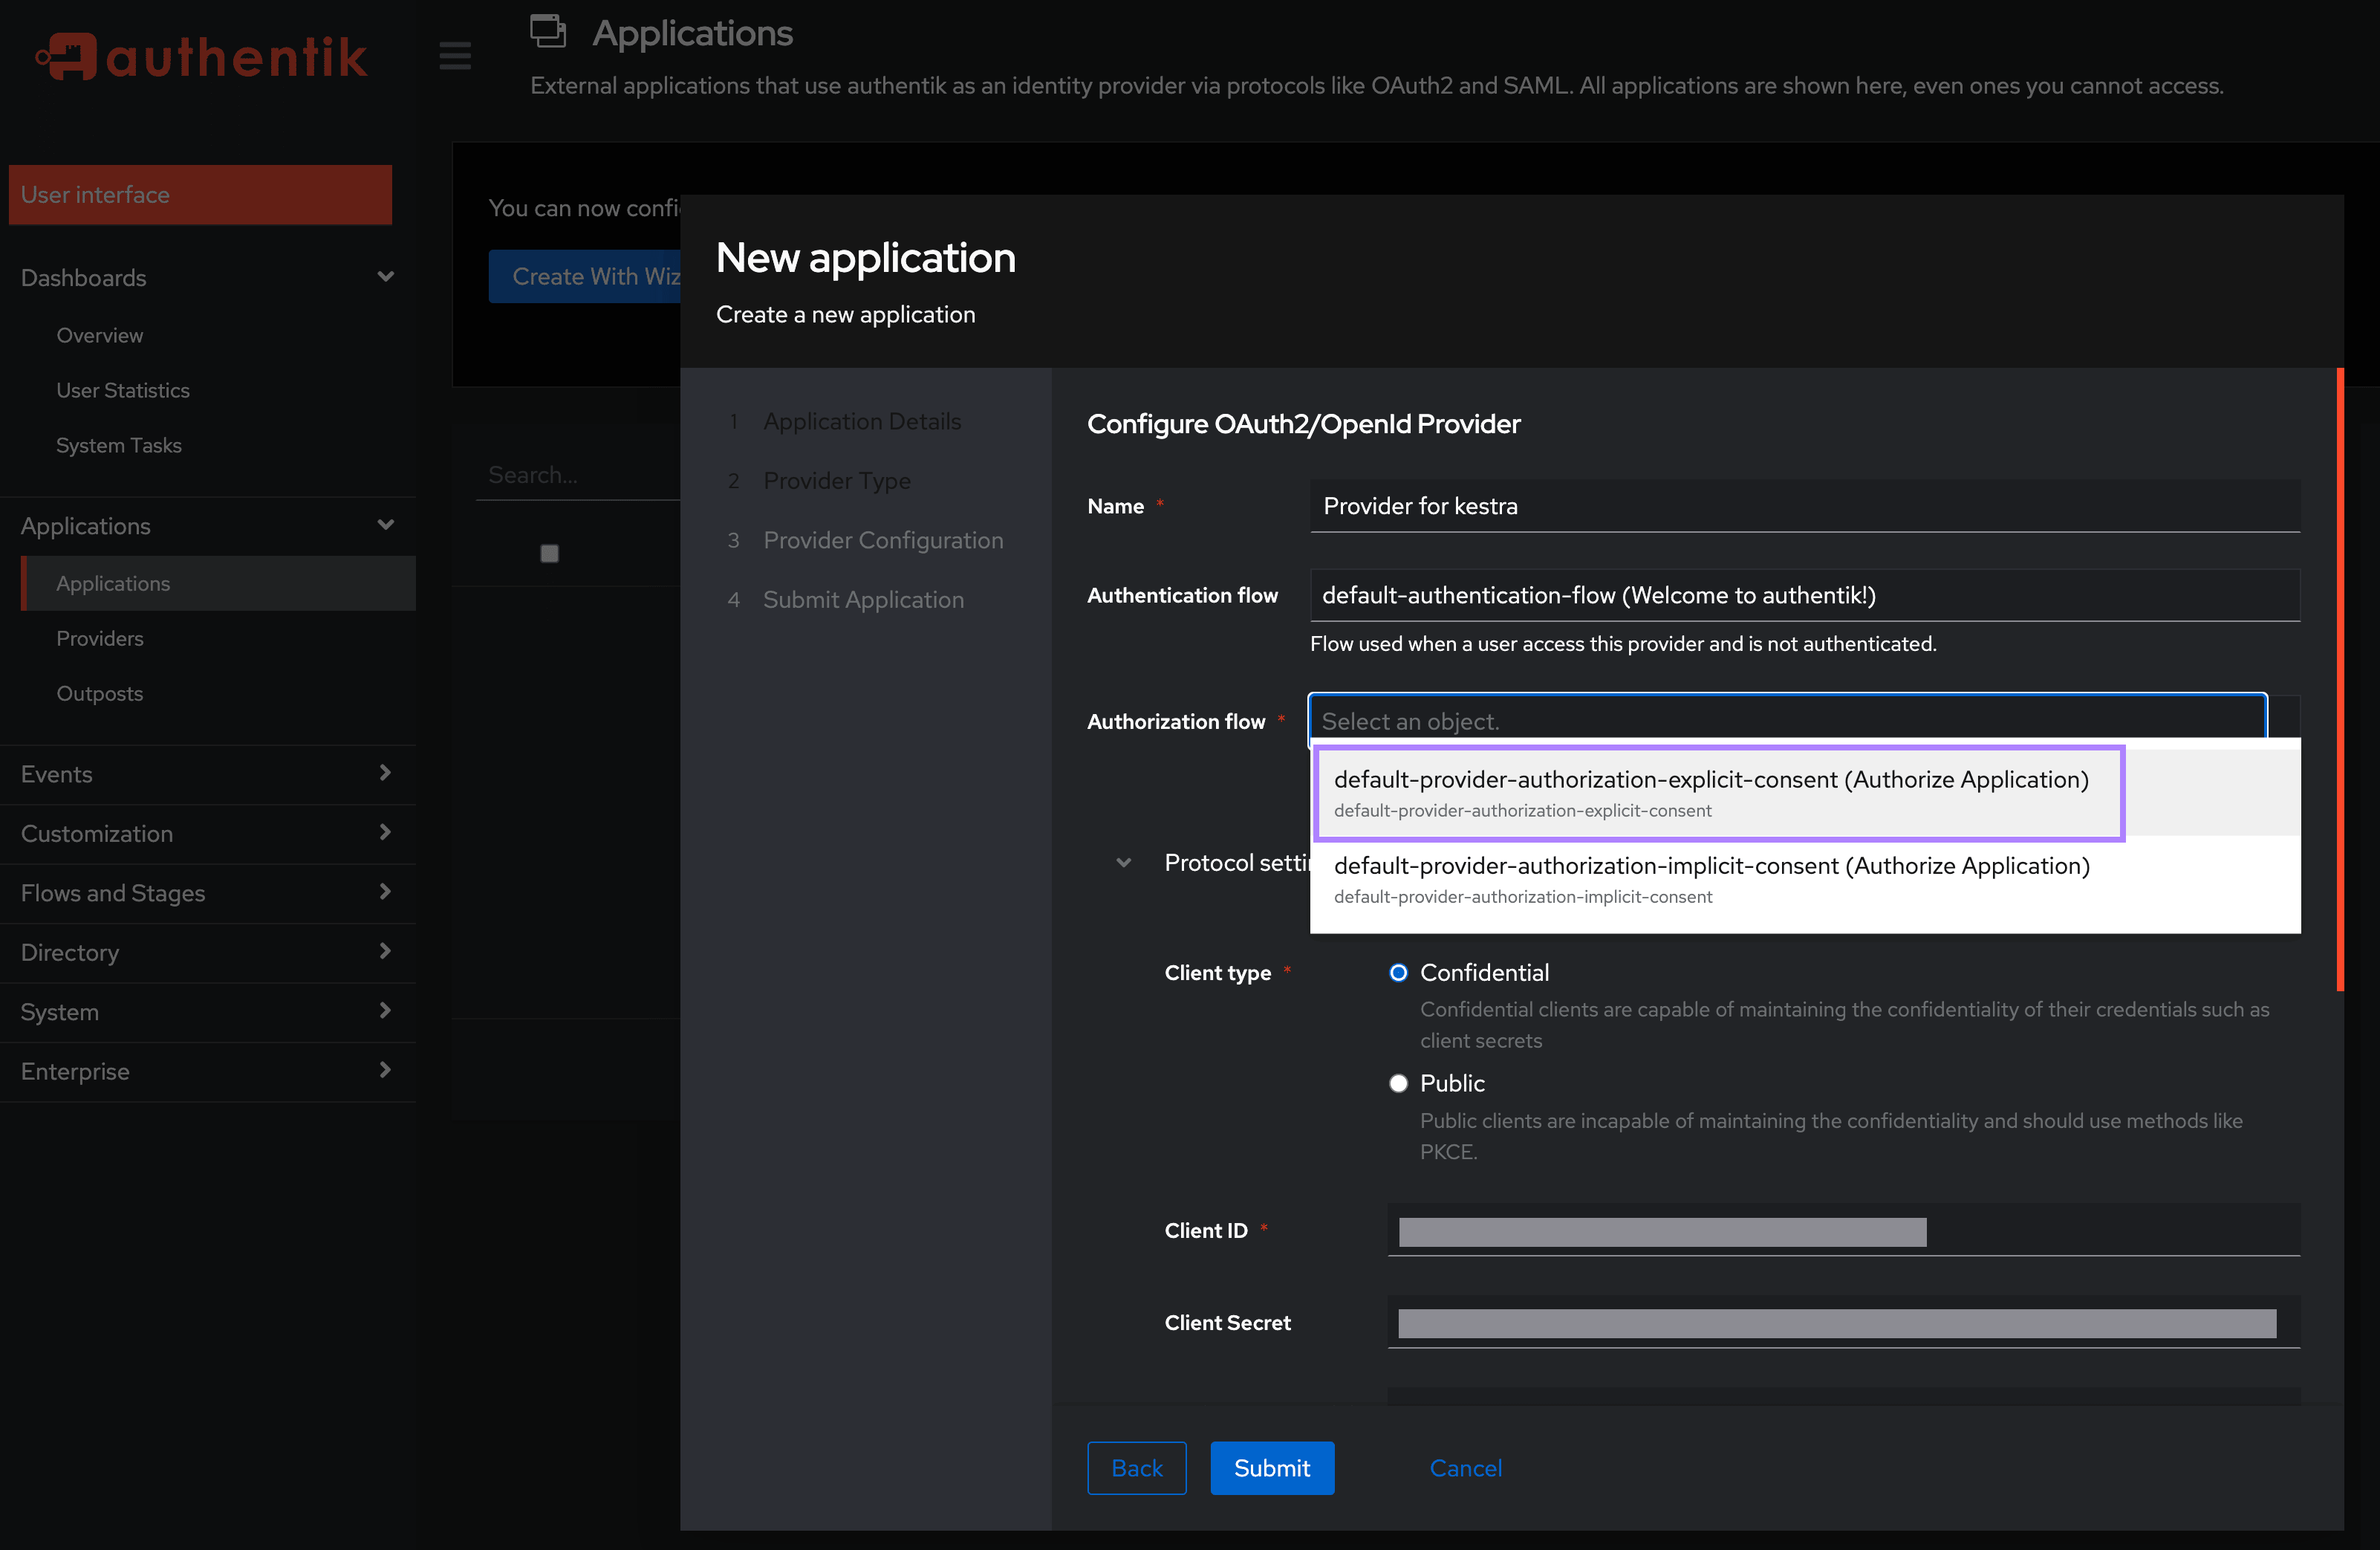 authentik
Applications
External applications that use authentik as an identity provider via protocols like OAuth2 and SAML. All applications are shown here, even ones you cannot access.
User interface
Dashboards
Overview
User Statistics
System Tasks
Applications
Applications
Providers
Outposts
Events
Customization
Flows and Stages
Directory
System
Enterprise
You can now confi
Create With Wiz
Search...
New application
Create a new application
1 Application Details
2 Provider Type
3 Provider Configuration
4 Submit Application
Configure OAuth2/OpenId Provider
Name *
Provider for kestra
Authentication flow
default-authentication-flow (Welcome to authentik!)
Flow used when a user access this provider and is not authenticated.
Authorization flow *
Select an object.
default-provider-authorization-explicit-consent (Authorize Application)
default-provider-authorization-explicit-consent
default-provider-authorization-implicit-consent (Authorize Application)
default-provider-authorization-implicit-consent
Protocol setti
Client type *
Confidential
Confidential clients are capable of maintaining the confidentiality of their credentials such as
client secrets
Public
Public clients are incapable of maintaining the confidentiality and should use methods like
PKCE.
Client ID *
Client Secret
Back
Submit
Cancel